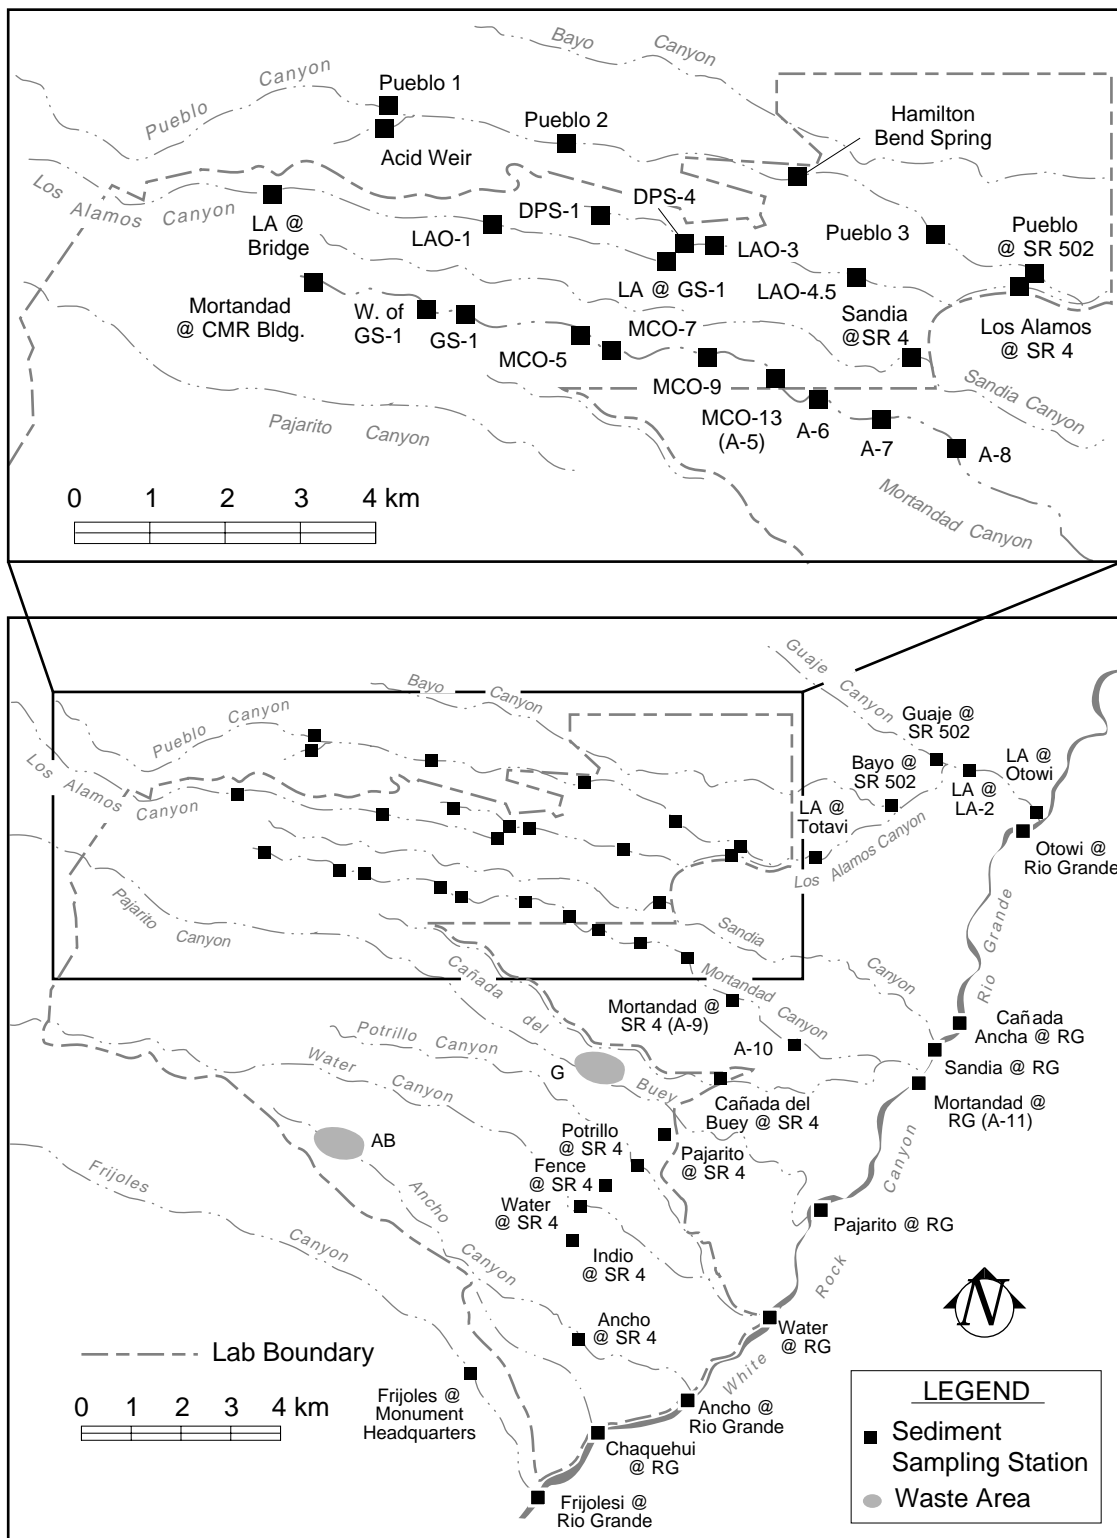 Bayo Canyon
Pueblo Canyon
Pueblo 1
Acid Weir
Pueblo 2
Hamilton
Bend Spring
Los Alamos Canyon
LA @
Bridge
LAO-1
DPS-1
DPS-4
LAO-3
LA @ GS-1
Pueblo 3
Pueblo
@ SR 502
LAO-4.5
Los Alamos
@ SR 4
Sandia
@SR 4
Mortandad
@ CMR Bldg.
W. of
GS-1
GS-1
MCO-5
MCO-7
MCO-9
MCO-13
(A-5)
A-6
A-7
A-8
Sandia Canyon
Pajarito Canyon
Mortandad Canyon
0 1 2 3 4 km
Guaje Canyon
Bayo Canyon
Pueblo Canyon
Los Alamos Canyon
Guaje @
SR 502
Bayo @
SR 502
LA @
Otowi
LA @
LA-2
LA @
Totavi
Los Alamos Canyon
Otowi @
Rio Grande
Pajarito Canyon
Sandia Canyon
Rio Grande
Cañada del Buey
Mortandad Canyon
Mortandad @
SR 4 (A-9)
A-10
Cañada
Ancha @ RG
Sandia @ RG
Mortandad @
RG (A-11)
Potrillo Canyon
Water Canyon
G
Cañada del
Buey @ SR 4
AB
Potrillo
@ SR 4
Pajarito
@ SR 4
Fence
@ SR 4
Water
@ SR 4
Indio
@ SR 4
Pajarito @ RG
Frijoles Canyon
Ancho Canyon
White Rock Canyon
N
Ancho
@ SR 4
Water
@ RG
Lab Boundary
0 1 2 3 4 km
Frijoles @
Monument
Headquarters
Ancho @
Rio Grande
Chaquehui
@ RG
Frijolesi @
Rio Grande
LEGEND
Sediment
Sampling Station
Waste Area